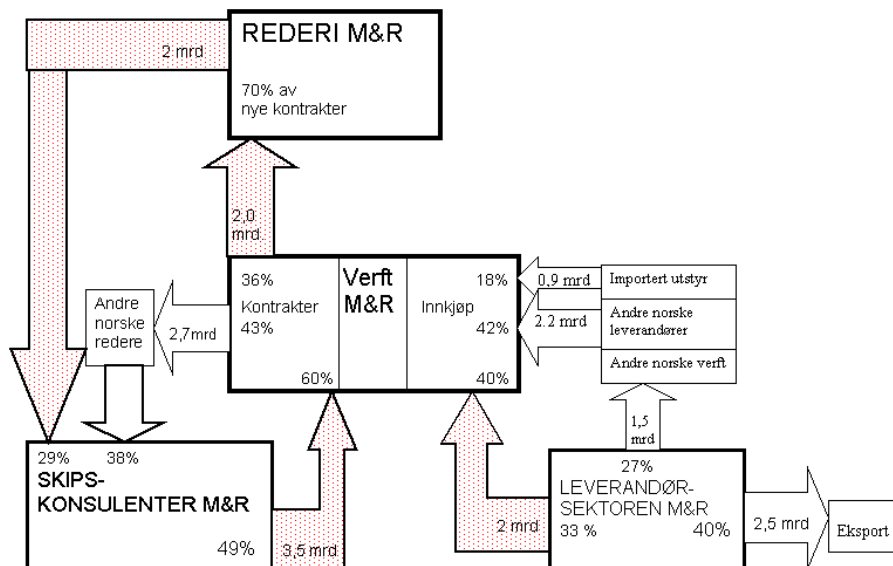 REDERI M&R
2 mrd
70% av
nye kontrakter
2,0
mrd.
36%
Verft
M&R
18%
0,9 mrd
Importert utstyr
Andre
norske
redere
2,7mrd
Kontrakter
43%
Innkjøp
42%
2.2 mrd
Andre norske
leverandører
60%
40%
Andre norske verft
1,5
mrd
29%
38%
SKIPS-
KONSULENTER M&R
49%
3,5 mrd
2 mrd
27%
LEVERANDØR-
SEKTOREN M&R
33 %
40%
2,5 mrd
Eksport